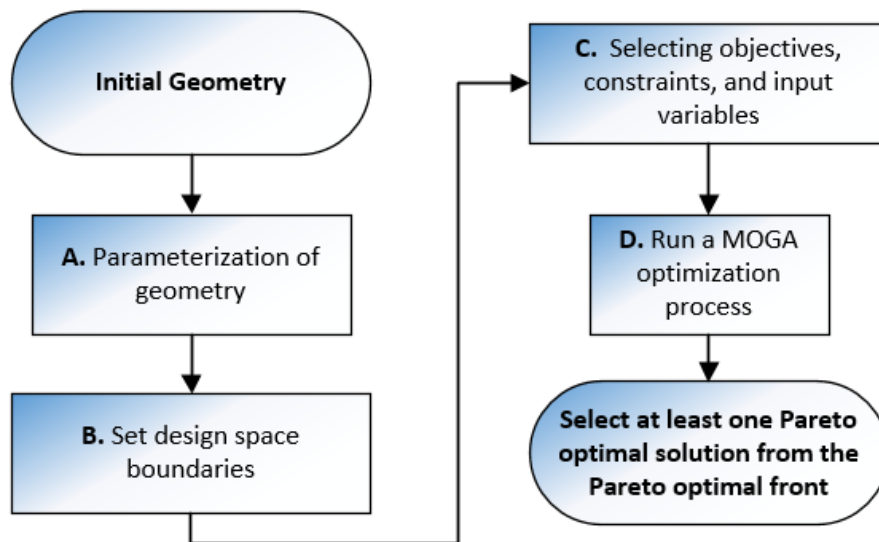 Initial Geometry
A. Parameterization of
geometry
B. Set design space
boundaries
C. Selecting objectives,
constraints, and input
variables
D. Run a MOGA
optimization
process
Select at least one Pareto
optimal solution from the
Pareto optimal front